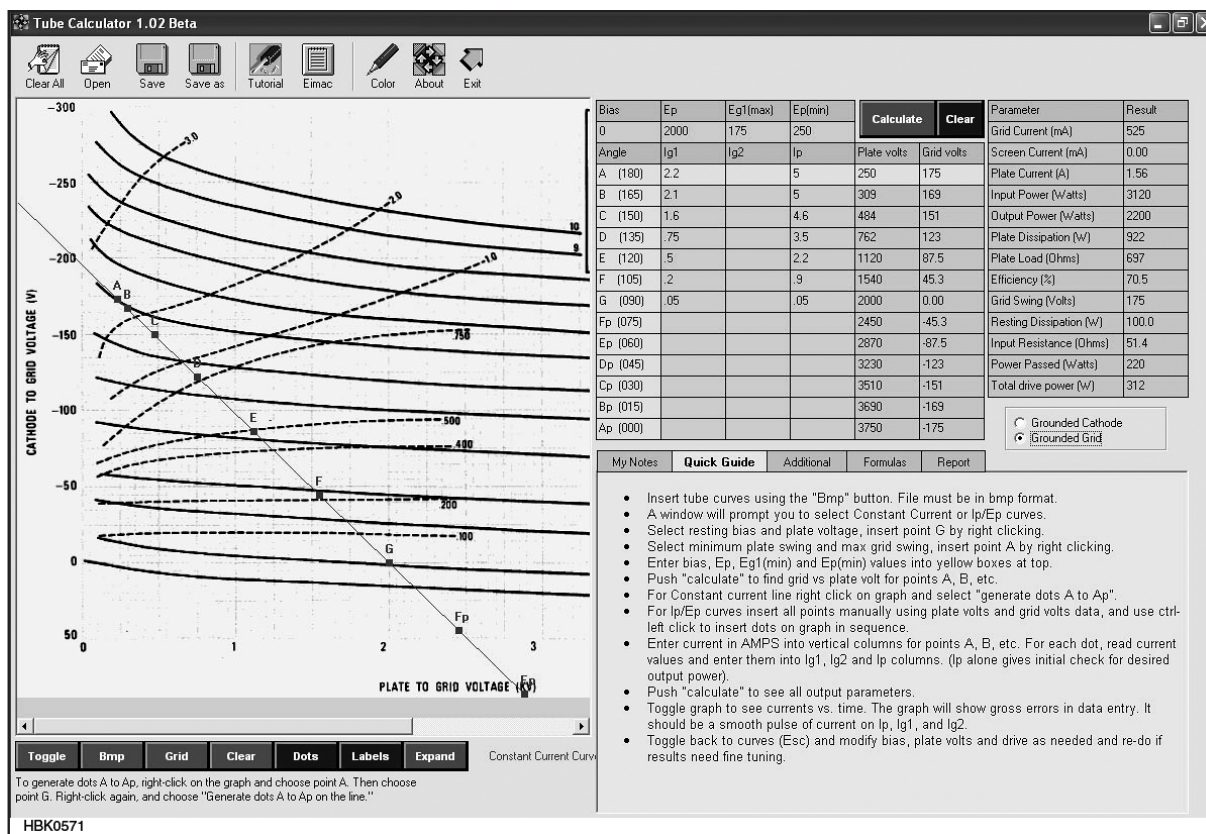 Tube Calculator 1.02 Beta
Clear All Open Save Save as Tutorial Eimac Color About Exit
-300
-250
-200
-150
-100
-50
0
50
CATHODE TO GRID VOLTAGE (V)
3.0
2.0
1.0
.750
.500
.400
.200
.100
10
9
A
B
C
D
E
F
G
Fp
0 1 2 3
PLATE TO GRID VOLTAGE (KV)
Bias Ep Eg1(max) Ep(min)
0 2000 175 250
Calculate Clear
Angle Ig1 Ig2 Ip Plate volts Grid volts
A (180) 2.2 5 250 175
B (165) 2.1 5 309 169
C (150) 1.6 4.6 484 151
D (135) .75 3.5 762 123
E (120) .5 2.2 1120 87.5
F (105) .2 .9 1540 45.3
G (090) .05 .05 2000 0.00
Fp (075) 2450 -45.3
Ep (060) 2870 -87.5
Dp (045) 3230 -123
Cp (030) 3510 -151
Bp (015) 3690 -169
Ap (000) 3750 -175
Parameter Result
Grid Current (mA) 525
Screen Current (mA) 0.00
Plate Current (A) 1.56
Input Power (Watts) 3120
Output Power (Watts) 2200
Plate Dissipation (W) 922
Plate Load (Ohms) 697
Efficiency (%) 70.5
Grid Swing (Volts) 175
Resting Dissipation (W) 100.0
Input Resistance (Ohms) 51.4
Power Passed (Watts) 220
Total drive power (W) 312
Grounded Cathode
Grounded Grid
My Notes Quick Guide Additional Formulas Report
• Insert tube curves using the "Bmp" button. File must be in bmp format.
• A window will prompt you to select Constant Current or Ip/Ep curves.
• Select resting bias and plate voltage, insert point G by right clicking.
• Select minimum plate swing and max grid swing, insert point A by right clicking.
• Enter bias, Ep, Eg1(min) and Ep(min) values into yellow boxes at top.
• Push "calculate" to find grid vs plate volt for points A, B, etc.
• For Constant current line right click on graph and select "generate dots A to Ap".
• For Ip/Ep curves insert all points manually using plate volts and grid volts data, and use ctrl-
left click to insert dots on graph in sequence.
• Enter current in AMPS into vertical columns for points A, B, etc. For each dot, read current
values and enter them into Ig1, Ig2 and Ip columns. (Ip alone gives initial check for desired
output power).
• Push "calculate" to see all output parameters.
• Toggle graph to see currents vs. time. The graph will show gross errors in data entry. It
should be a smooth pulse of current on Ip, Ig1, and Ig2.
• Toggle back to curves (Esc) and modify bias, plate volts and drive as needed and re-do if
results need fine tuning.
Toggle Bmp Grid Clear Dots Labels Expand Constant Current Curve
To generate dots A to Ap, right-click on the graph and choose point A. Then choose
point G. Right-click again, and choose "Generate dots A to Ap on the line."
HBK0571